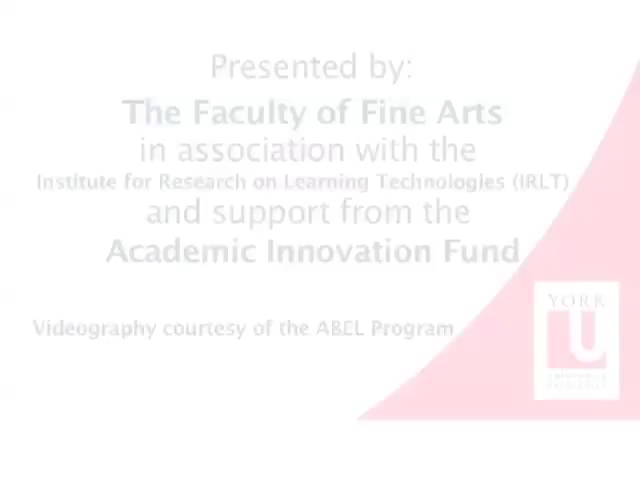 Presented by:
The Faculty of Fine Arts
in association with the
Institute for Research on Learning Technologies (IRLT)
and support from the
Academic Innovation Fund
Videography courtesy of the ABEL Program
YORK
U